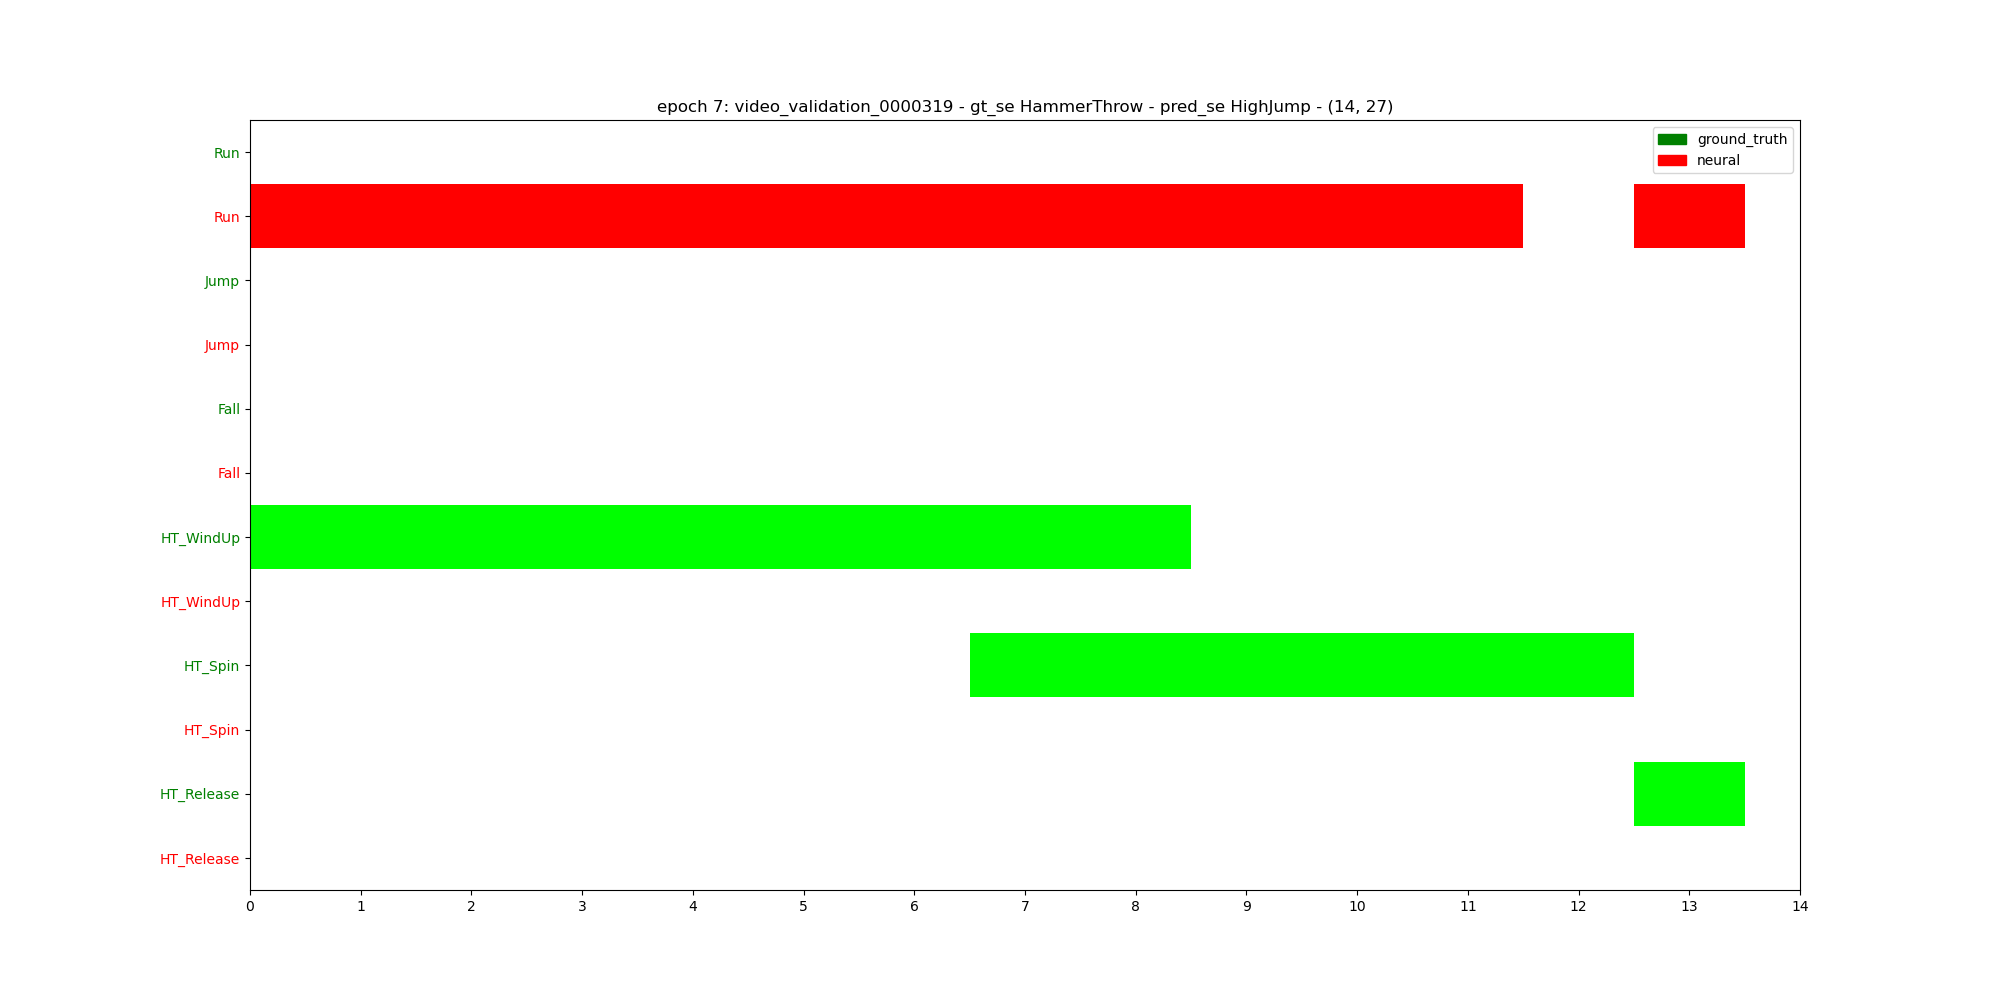 epoch 7: video_validation_0000319 - gt_se HammerThrow - pred_se HighJump - (14, 27)
ground_truth
neural
Run
Run
Jump
Jump
Fall
Fall
HT_WindUp
HT_WindUp
HT_Spin
HT_Spin
HT_Release
HT_Release
0 1 2 3 4 5 6 7 8 9 10 11 12 13 14